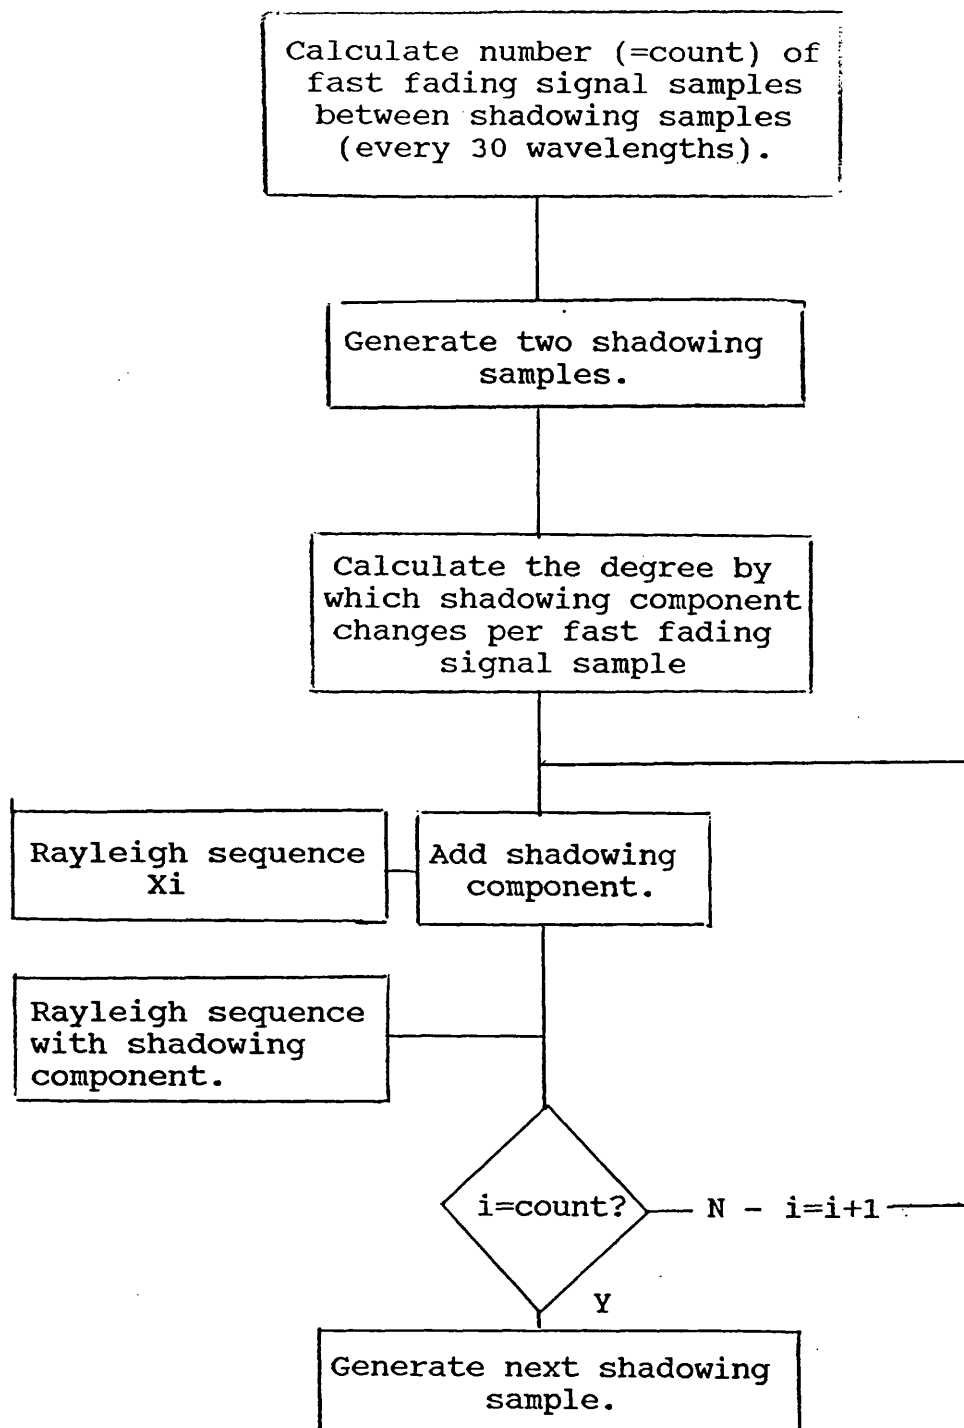 Calculate number (=count) of
fast fading signal samples
between shadowing samples
(every 30 wavelengths).
Generate two shadowing
samples.
Calculate the degree by
which shadowing component
changes per fast fading
signal sample
Rayleigh sequence
Xi
Add shadowing
component.
Rayleigh sequence
with shadowing
component.
i=count?
N - i=i+1
Y
Generate next shadowing
sample.